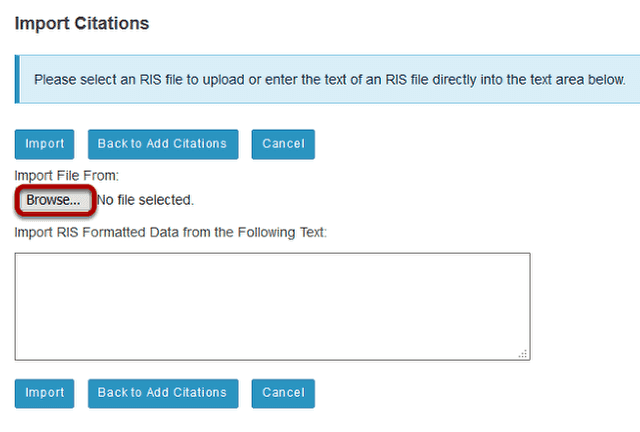 Import Citations
Please select an RIS file to upload or enter the text of an RIS file directly into the text area below.
Import Back to Add Citations Cancel
Import File From:
Browse... No file selected.
Import RIS Formatted Data from the Following Text:
Import Back to Add Citations Cancel